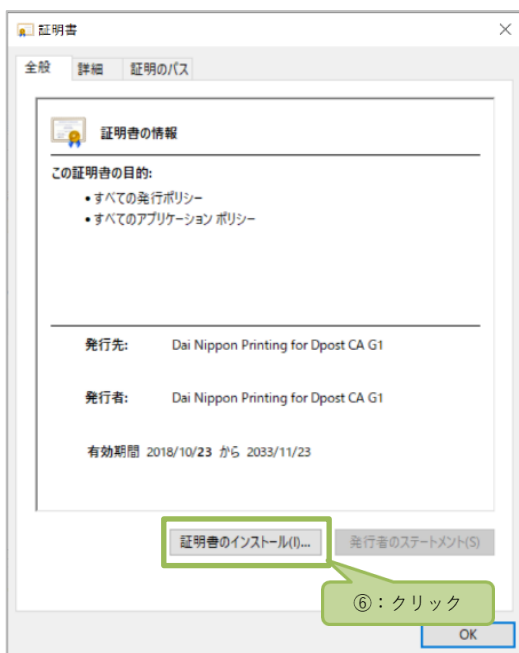 証明書
全般 詳細 証明のパス
証明書の情報
この証明書の目的:
• すべての発行ポリシー
• すべてのアプリケーション ポリシー
発行先: Dai Nippon Printing for Dpost CA G1
発行者: Dai Nippon Printing for Dpost CA G1
有効期間 2018/10/23 から 2033/11/23
証明書のインストール(I)... 発行者のステートメント(S)
⑥：クリック
OK